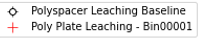 Polyspacer Leaching Baseline
Poly Plate Leaching - Bin00001